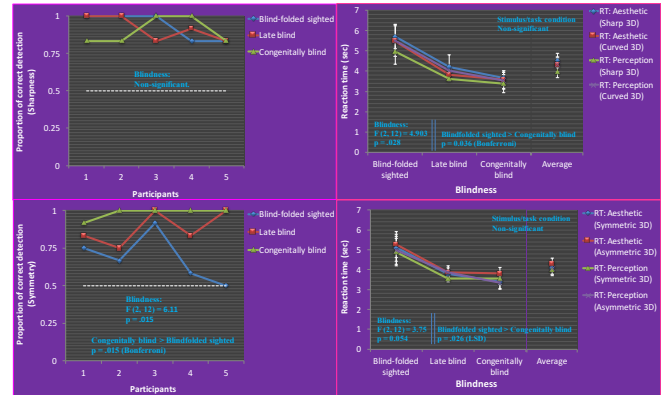 Proportion of correct detection
(Sharpness)
1
0.75
0.5
0.25
0
1 2 3 4 5
Participants
Blind-folded sighted
Late blind
Congenitally blind
Blindness:
Non-significant.
Reaction time (sec)
7
6
5
4
3
2
1
0
Stimulus/task condition
Non-significant
Blindness:
F (2, 12) = 4.903
p = .028
Blindfolded sighted > Congenitally blind
p = 0.036 (Bonferroni)
Blind-folded sighted
Late blind
Congenitally blind
Average
Blindness
RT: Aesthetic (Sharp 3D)
RT: Aesthetic (Curved 3D)
RT: Perception (Sharp 3D)
RT: Perception (Curved 3D)
Proportion of correct detection
(Symmetry)
1
0.75
0.5
0.25
0
1 2 3 4 5
Participants
Blind-folded sighted
Late blind
Congenitally blind
Blindness:
F (2, 12) = 6.11
p = .015
Congenitally blind > Blindfolded sighted
p = .015 (Bonferroni)
Reaction time (sec)
7
6
5
4
3
2
1
0
Stimulus/task condition
Non-significant
Blindness:
F (2, 12) = 3.75
p = 0.054
Blindfolded sighted > Congenitally blind
p = .026 (LSD)
Blind-folded sighted
Late blind
Congenitally blind
Average
Blindness
RT: Aesthetic (Symmetric 3D)
RT: Aesthetic (Asymmetric 3D)
RT: Perception (Symmetric 3D)
RT: Perception (Asymmetric 3D)